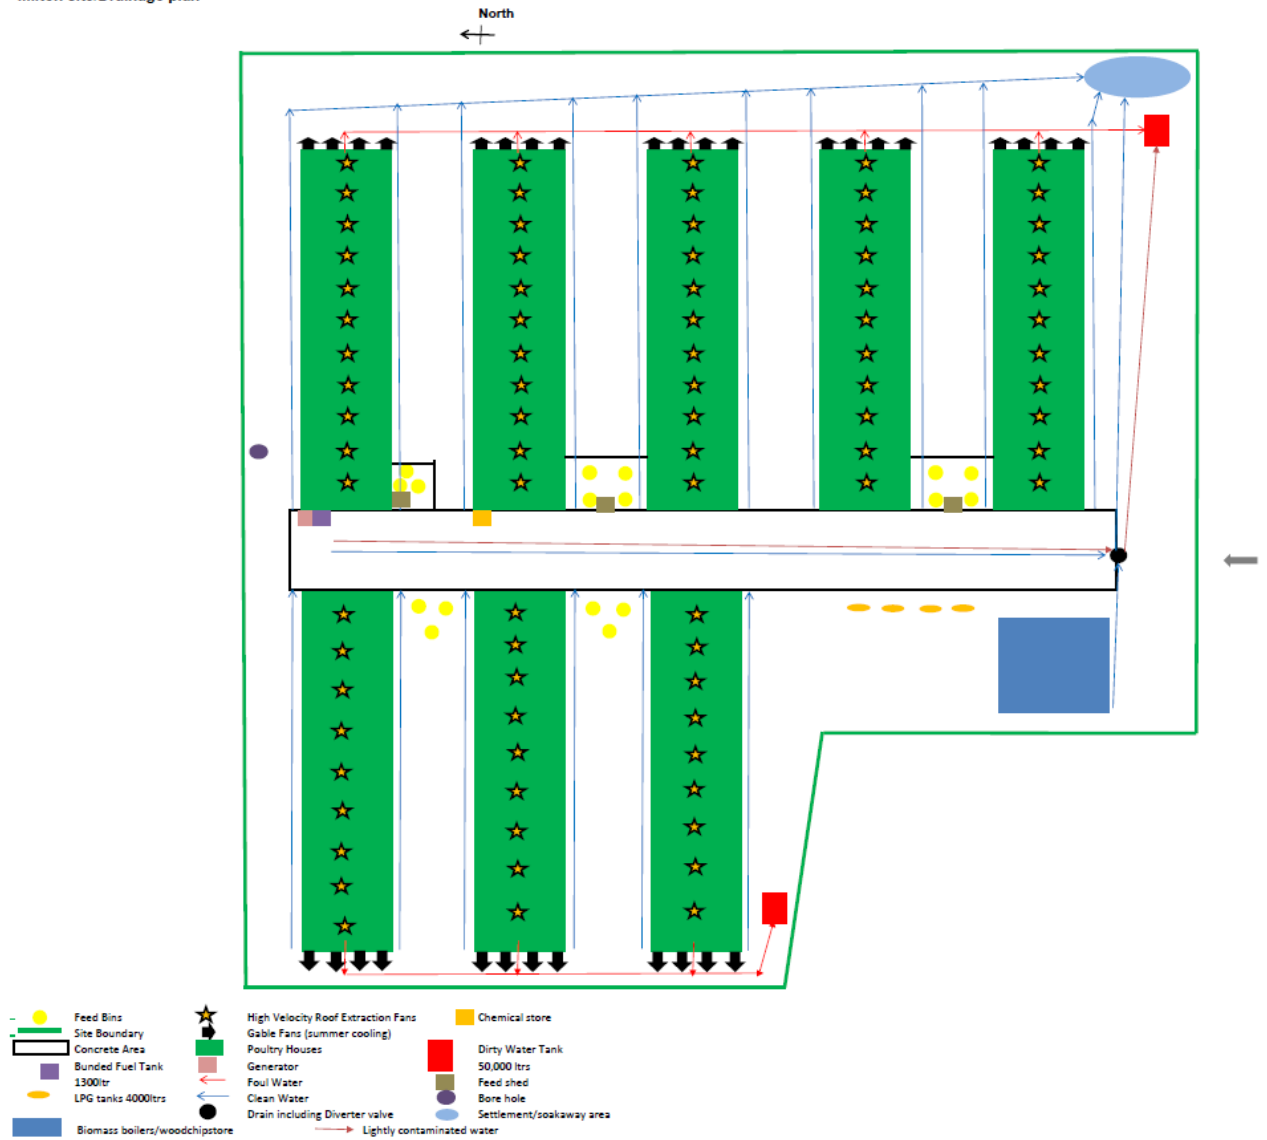 North
Feed Bins
High Velocity Roof Extraction Fans
Chemical store
Site Boundary
Gable Fans (summer cooling)
Concrete Area
Poultry Houses
Dirty Water Tank
Bunded Fuel Tank
Generator
50,000 ltrs
1300ltr
Foul Water
Feed shed
LPG tanks 4000ltrs
Clean Water
Bore hole
Drain including Diverter valve
Settlement/soakaway area
Biomass boilers/woodchipstore
Lightly contaminated water